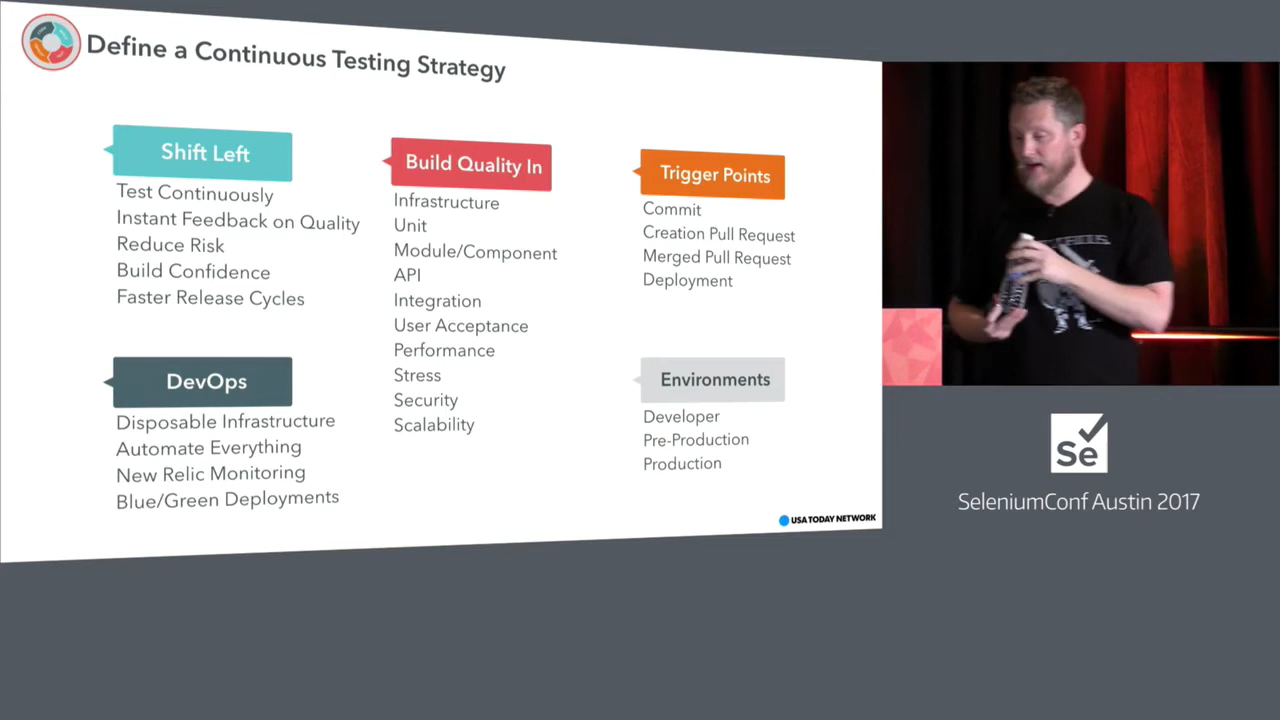 Define a Continuous Testing Strategy
Shift Left
Test Continuously
Instant Feedback on Quality
Reduce Risk
Build Confidence
Faster Release Cycles
DevOps
Disposable Infrastructure
Automate Everything
New Relic Monitoring
Blue/Green Deployments
Build Quality In
Infrastructure
Unit
Module/Component
API
Integration
User Acceptance
Performance
Stress
Security
Scalability
Trigger Points
Commit
Creation Pull Request
Merged Pull Request
Deployment
Environments
Developer
Pre-Production
Production
USA TODAY NETWORK
Se
SeleniumConf Austin 2017